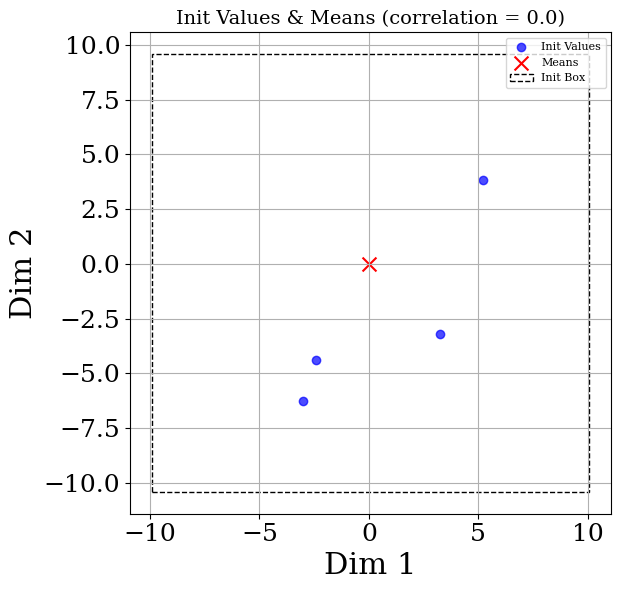 Init Values & Means (correlation = 0.0)
Init Values
Means
Init Box
10.0
7.5
5.0
2.5
0.0
−2.5
−5.0
−7.5
−10.0
Dim 2
−10 −5 0 5 10
Dim 1